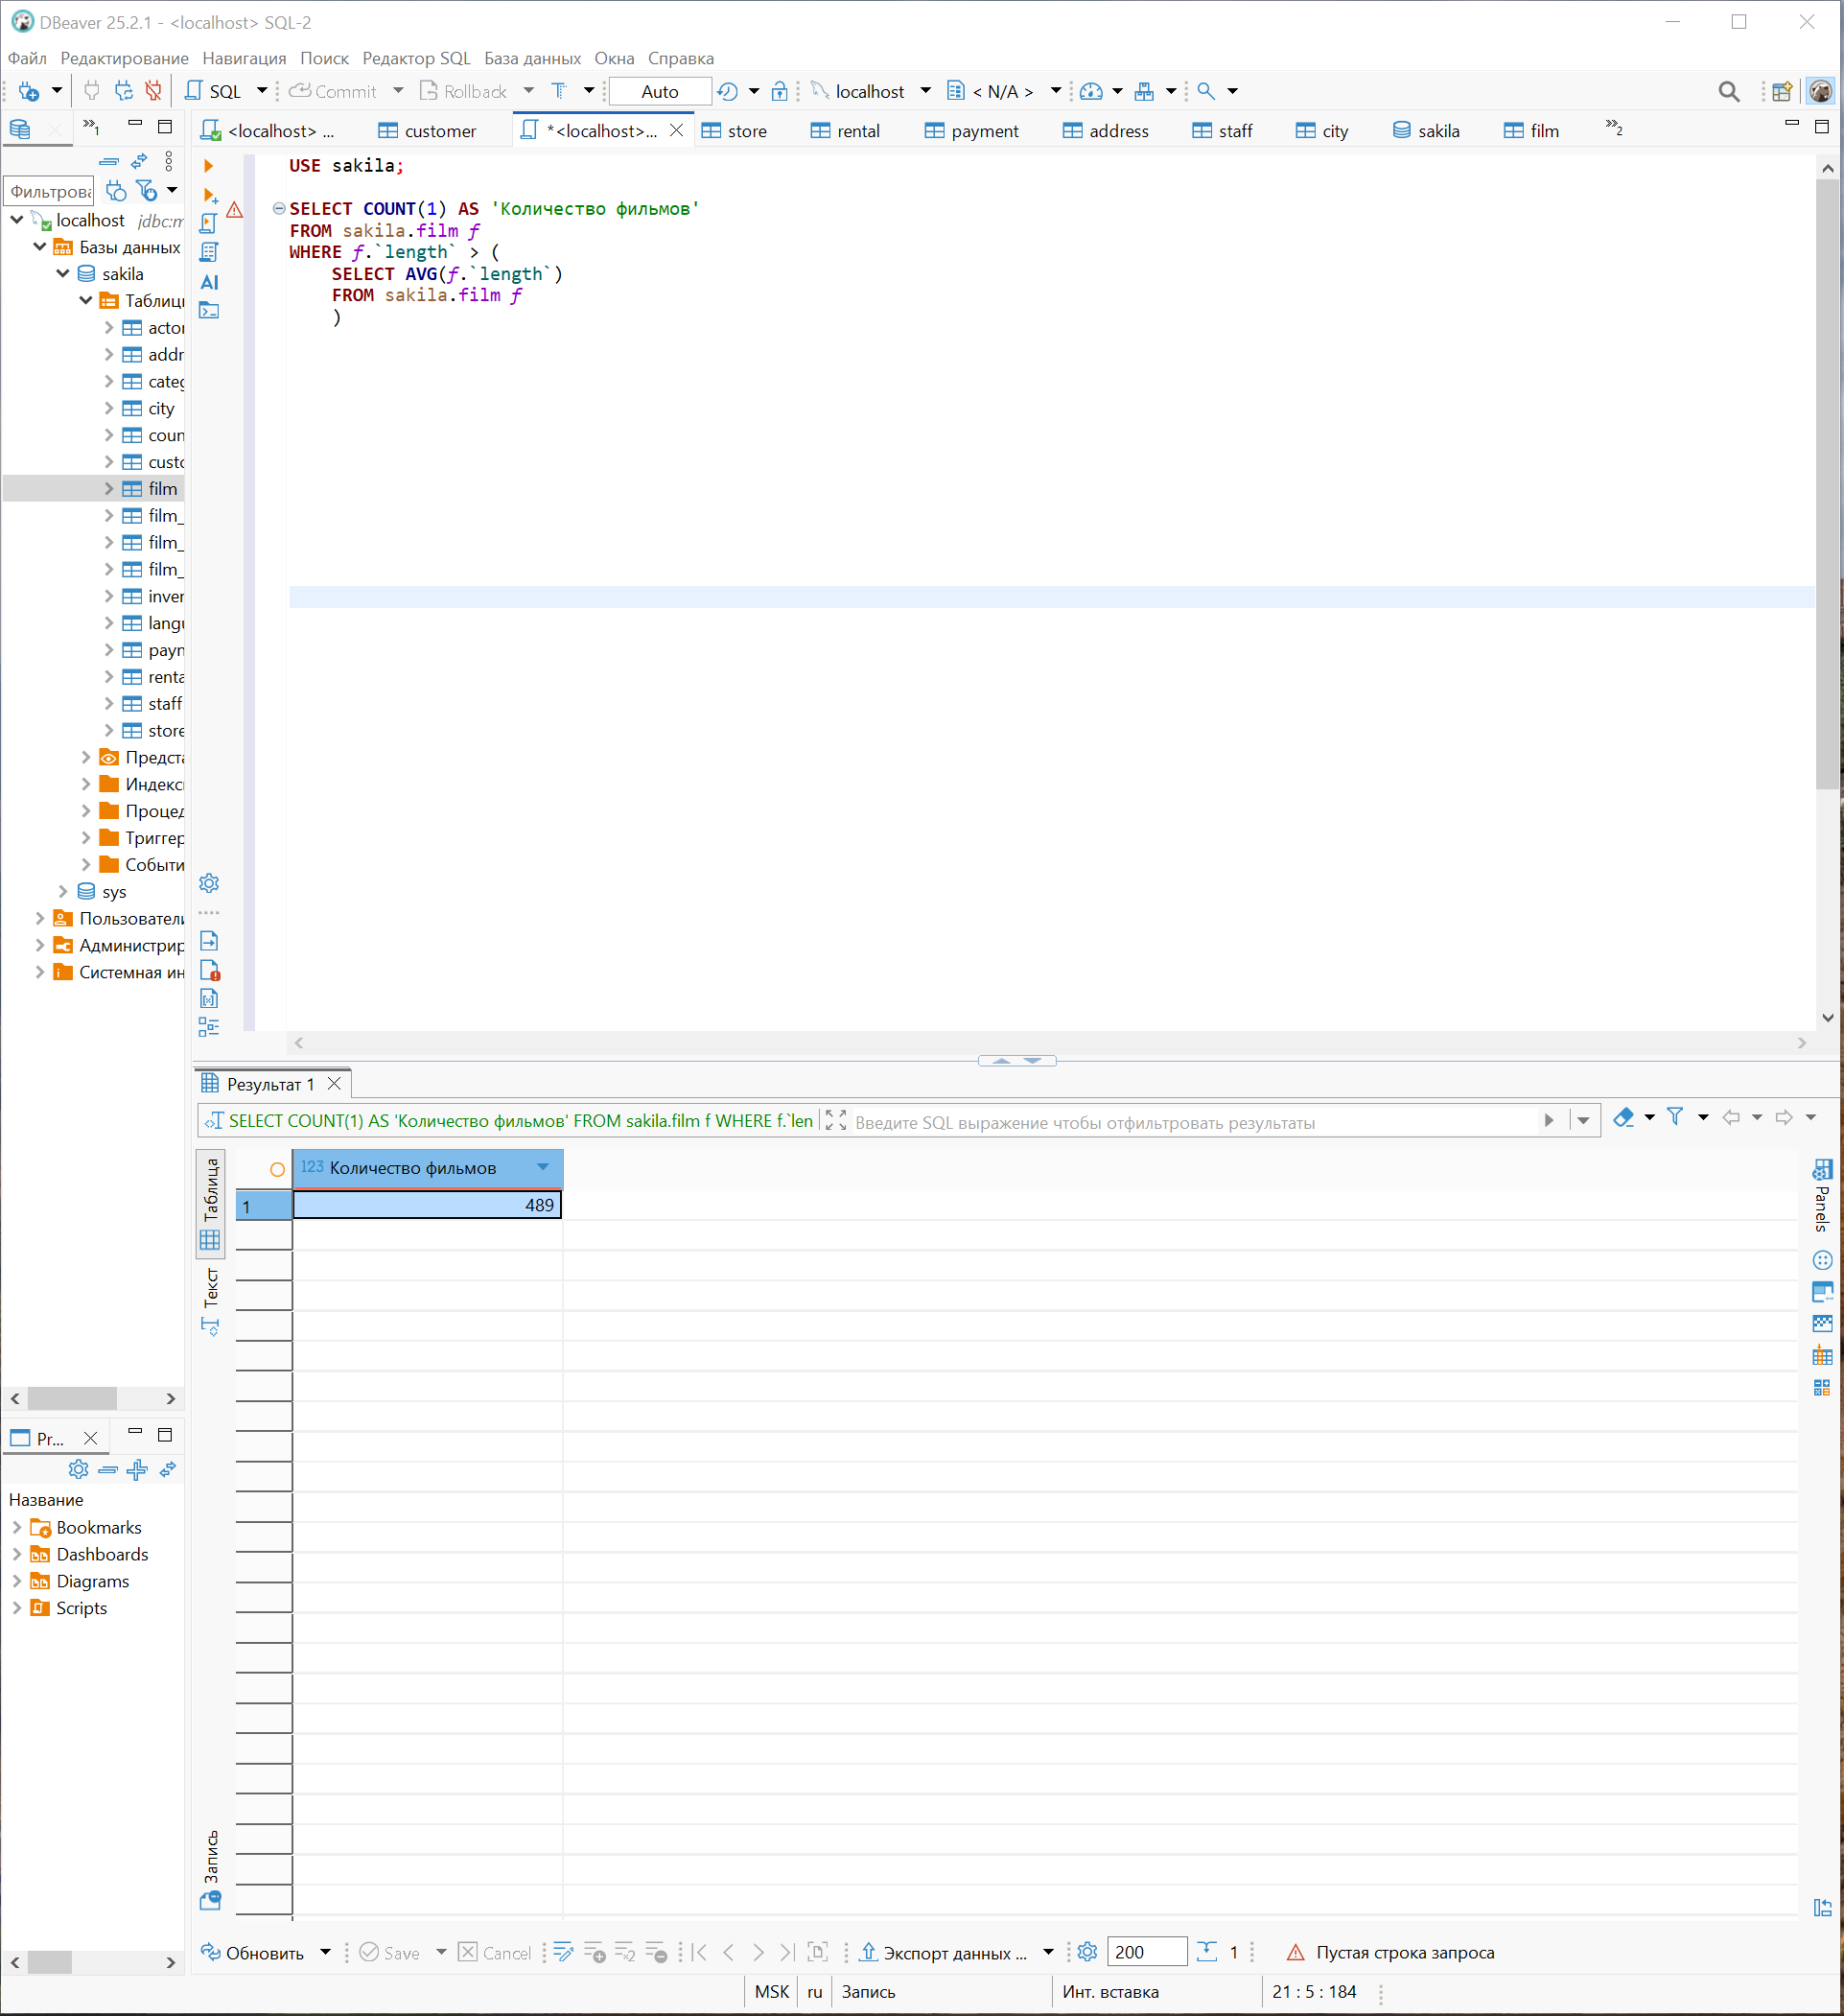 DBeaver 25.2.1 - <localhost> SQL-2
Файл Редактирование Навигация Поиск Редактор SQL База данных Окна Справка
SQL Commit Rollback Auto localhost < N/A >
»1
<localhost> ... customer *<localhost>... store rental payment address staff city sakila film »2
Фильтрова
localhost jdbc:m
Базы данных
sakila
Таблиц
actor
addr
categ
city
coun
custo
film
film_
film_
film_
inver
langu
payn
renta
staff
store
Предста
Индекс
Процед
Триггер
Событи
sys
Пользовател
Администрир
Системная ин
Pr...
Название
Bookmarks
Dashboards
Diagrams
Scripts
USE sakila;
SELECT COUNT(1) AS 'Количество фильмов'
FROM sakila.film f
WHERE f.`length` > (
SELECT AVG(f.`length`)
FROM sakila.film f
)
AI
Результат 1
SELECT COUNT(1) AS 'Количество фильмов' FROM sakila.film f WHERE f.`len
Введите SQL выражение чтобы отфильтровать результаты
Таблица
Текст
Запись
123 Количество фильмов
1 489
Panels
Обновить Save Cancel Экспорт данных ... 200 1 Пустая строка запроса
MSK ru Запись Инт. вставка 21 : 5 : 184